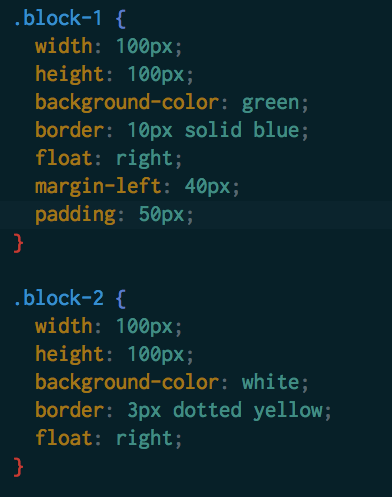 .block-1 {
  width: 100px;
  height: 100px;
  background-color: green;
  border: 10px solid blue;
  float: right;
  margin-left: 40px;
  padding: 50px;
}

.block-2 {
  width: 100px;
  height: 100px;
  background-color: white;
  border: 3px dotted yellow;
  float: right;
}